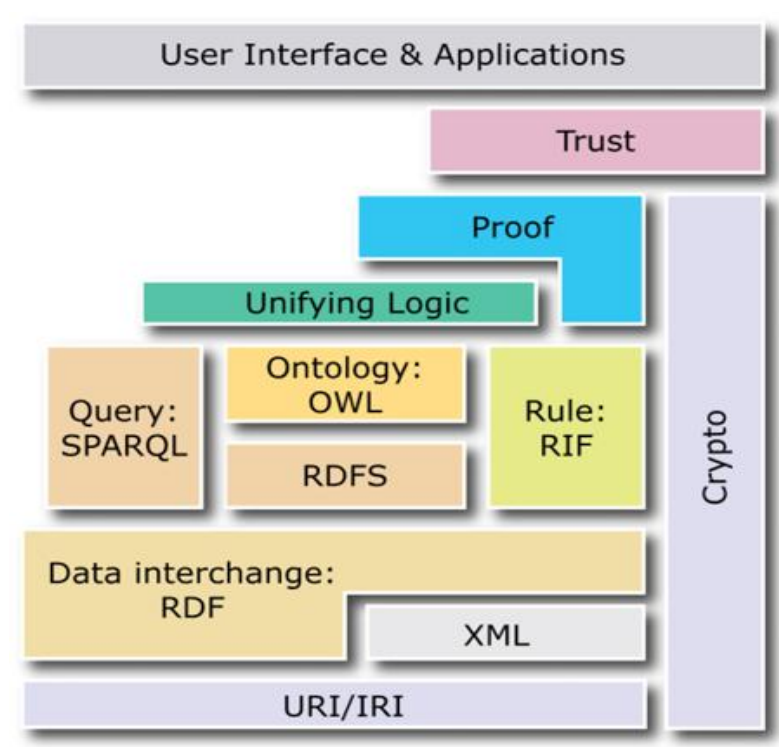 User Interface & Applications
Trust
Proof
Unifying Logic
Query:
SPARQL
Ontology:
OWL
RDFS
Rule:
RIF
Crypto
Data interchange:
RDF
XML
URI/IRI